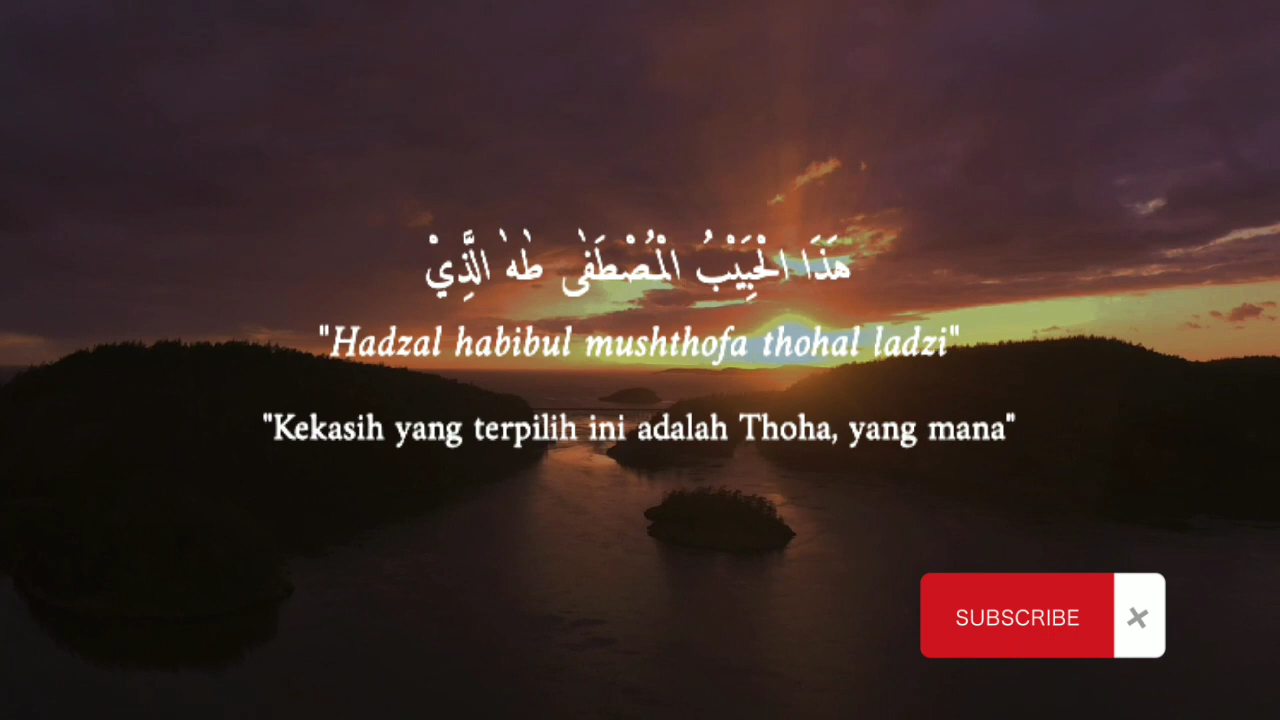 هَذَا الْحَبِيْبُ الْمُصْطَفٰى طٰهٰ الَّذِيْ
"Hadzal habibul mushthofa thohal ladzi"
"Kekasih yang terpilih ini adalah Thoha, yang mana"
SUBSCRIBE